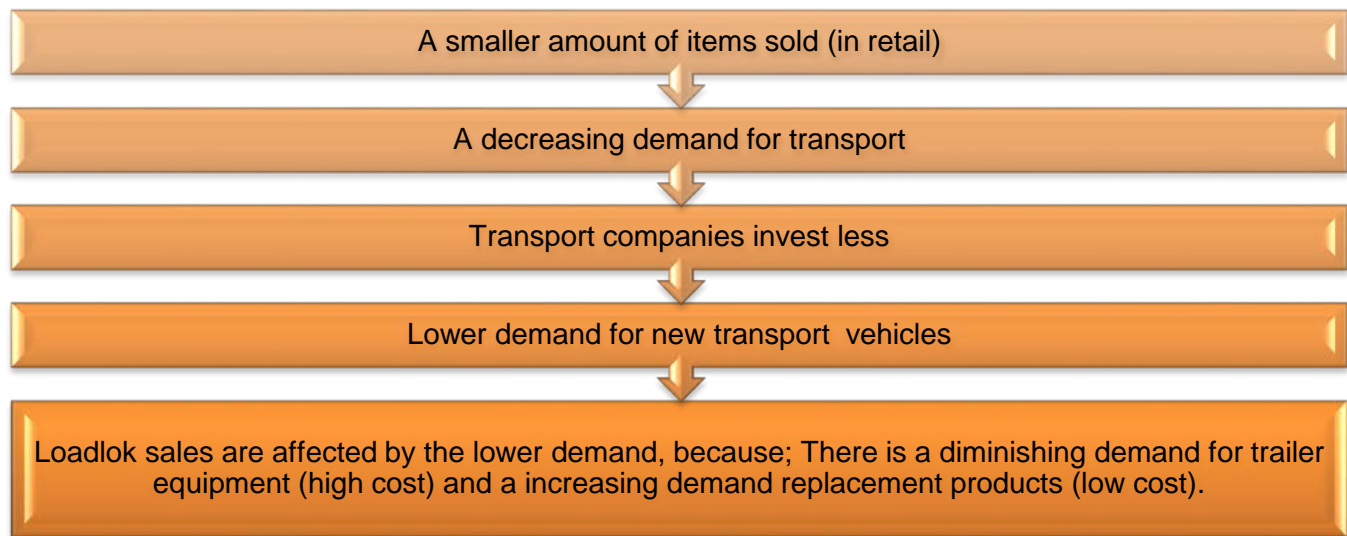 A smaller amount of items sold (in retail)
A decreasing demand for transport
Transport companies invest less
Lower demand for new transport  vehicles
Loadlok sales are affected by the lower demand, because; There is a diminishing demand for trailer
equipment (high cost) and a increasing demand replacement products (low cost).